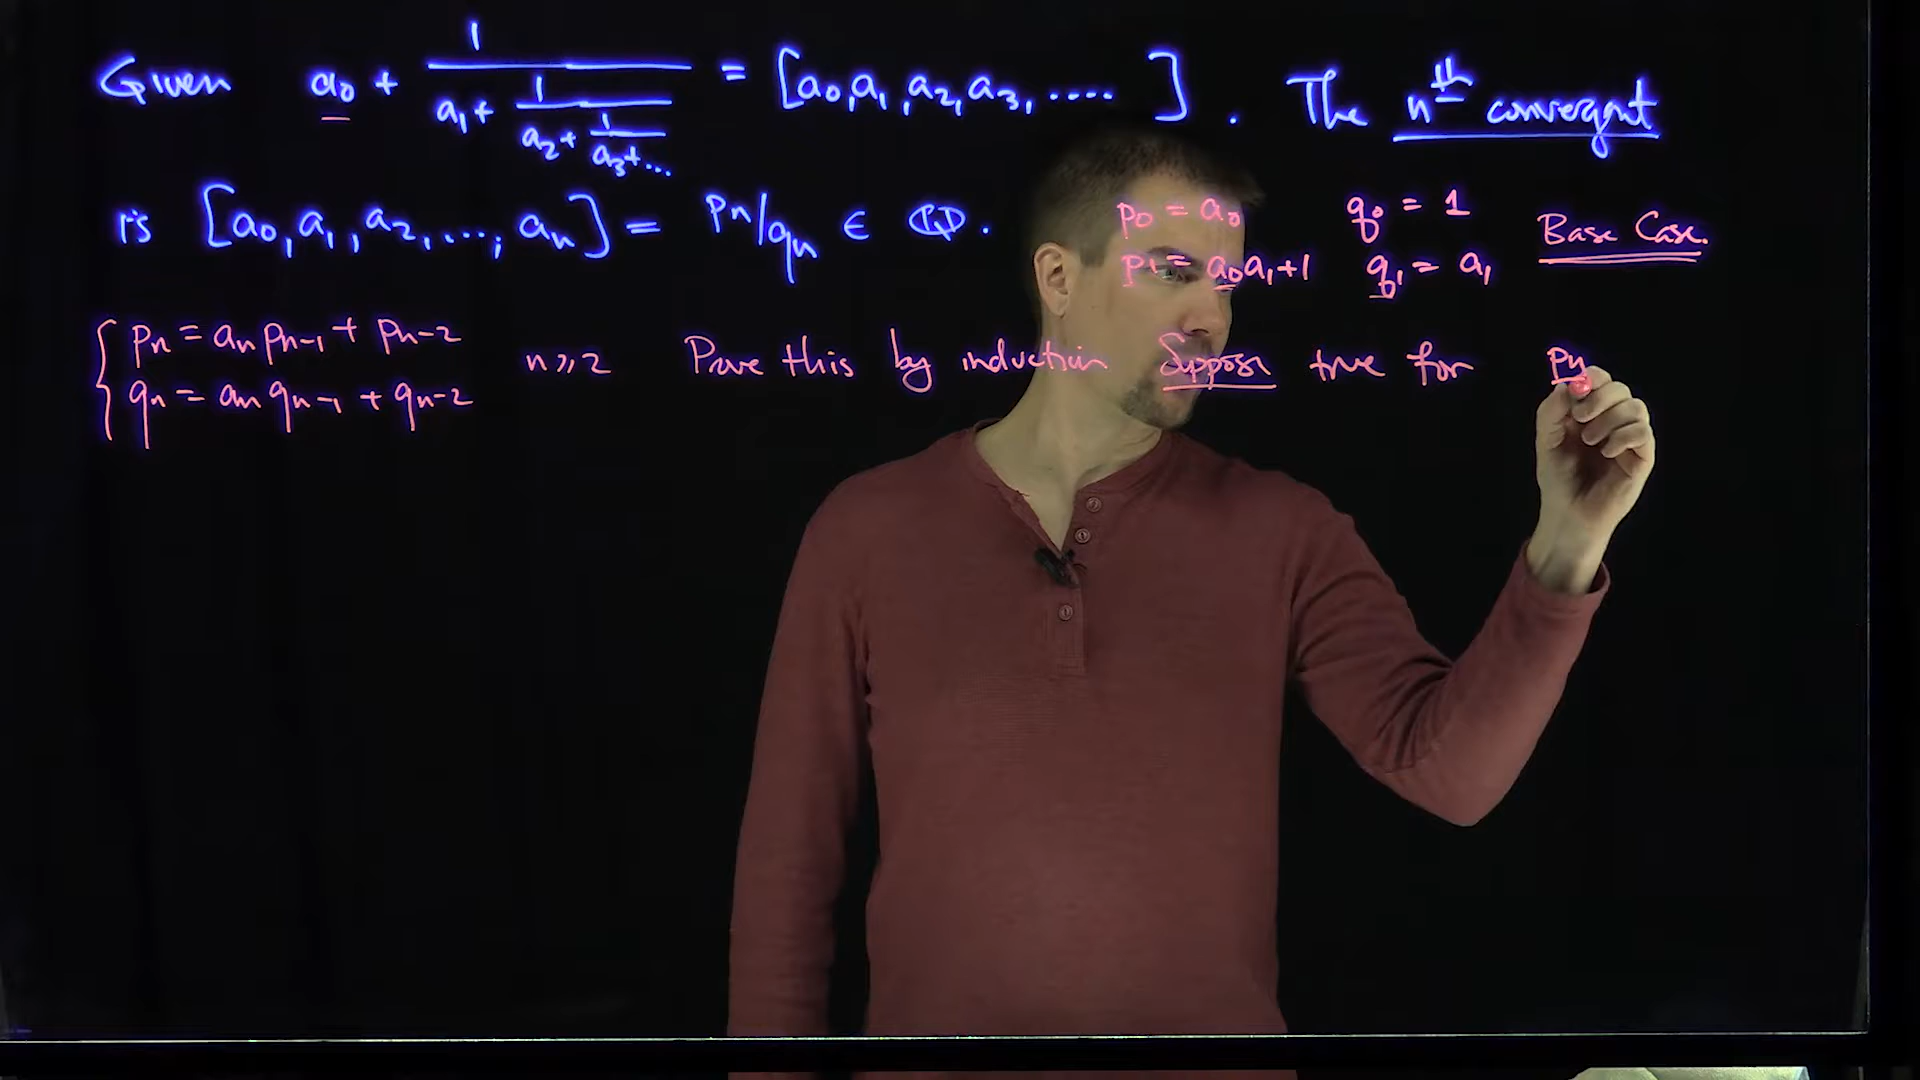 Given a₀ + 1/(a₁ + 1/(a₂ + 1/(a₃ + ...))) = [a₀, a₁, a₂, a₃, ....]. The nth convergent
is [a₀, a₁, a₂, ..., aₙ] = pₙ/qₙ ∈ ℚ.
p₀ = a₀ q₀ = 1 Base Case.
p₁ = a₀a₁+1 q₁ = a₁
{ pₙ = aₙ pₙ₋₁ + pₙ₋₂
qₙ = aₙ qₙ₋₁ + qₙ₋₂ n ⩾ 2 Prove this by induction Suppose true for pₙ